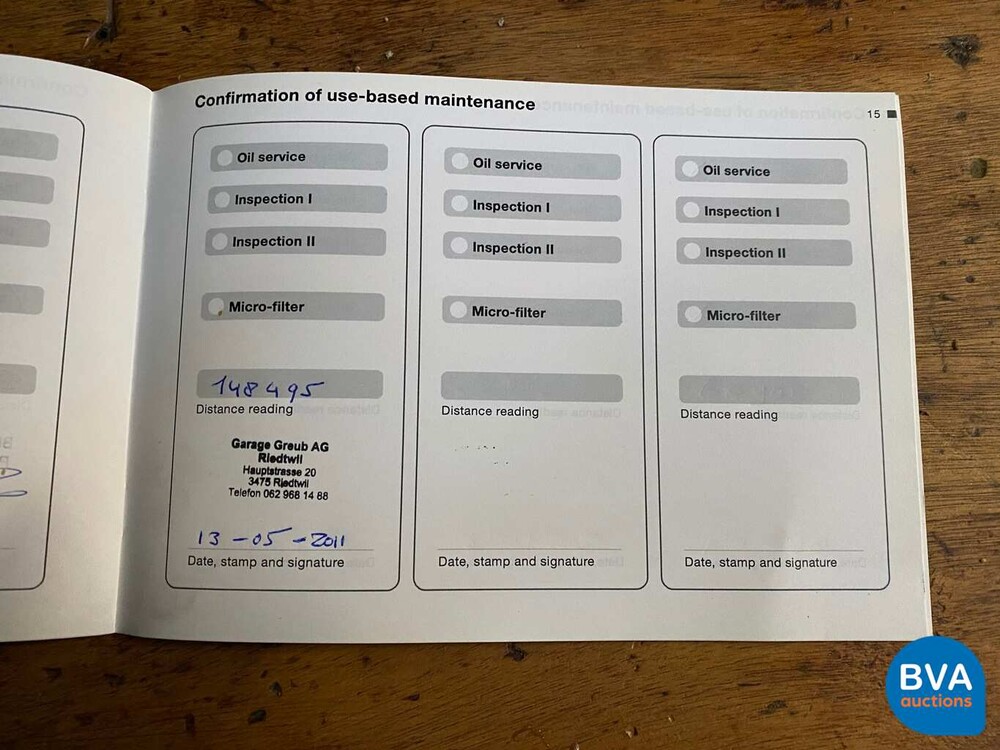 Confirmation of use-based maintenance
15
Oil service
Inspection I
Inspection II
Micro-filter
148495
Distance reading
Garage Greub AG
Riedtwil
Hauptstrasse 20
3475 Riedtwil
Telefon 062 968 14 88
13-05-2011
Date, stamp and signature
Oil service
Inspection I
Inspection II
Micro-filter
Distance reading
Date, stamp and signature
Oil service
Inspection I
Inspection II
Micro-filter
Distance reading
Date, stamp and signature
BVA
auctions